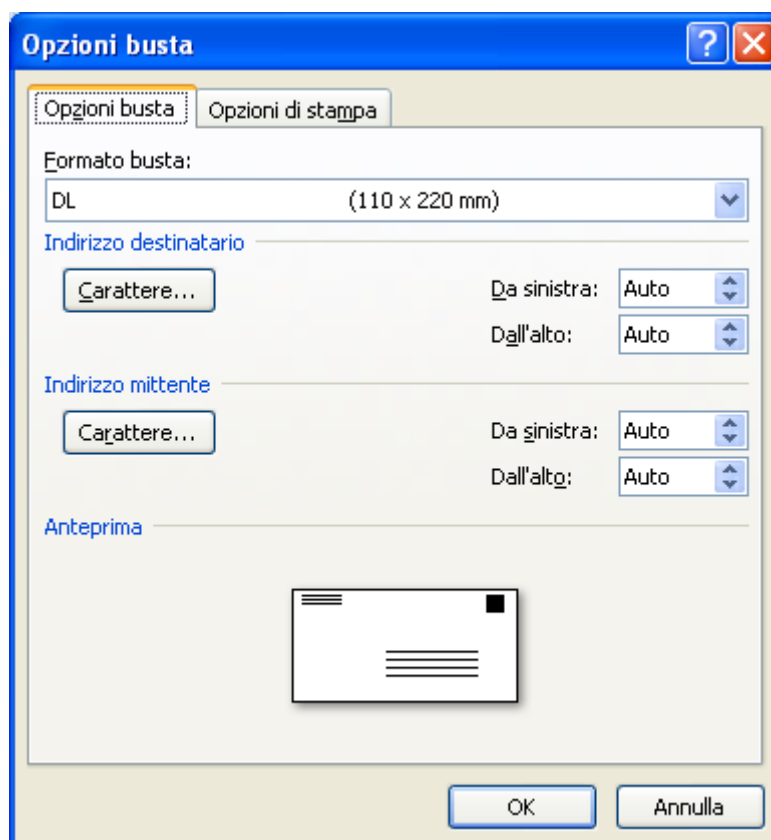 Opzioni busta
Opzioni busta Opzioni di stampa
Formato busta:
DL (110 x 220 mm)
Indirizzo destinatario
Carattere... Da sinistra: Auto
Dall'alto: Auto
Indirizzo mittente
Carattere... Da sinistra: Auto
Dall'alto: Auto
Anteprima
OK Annulla